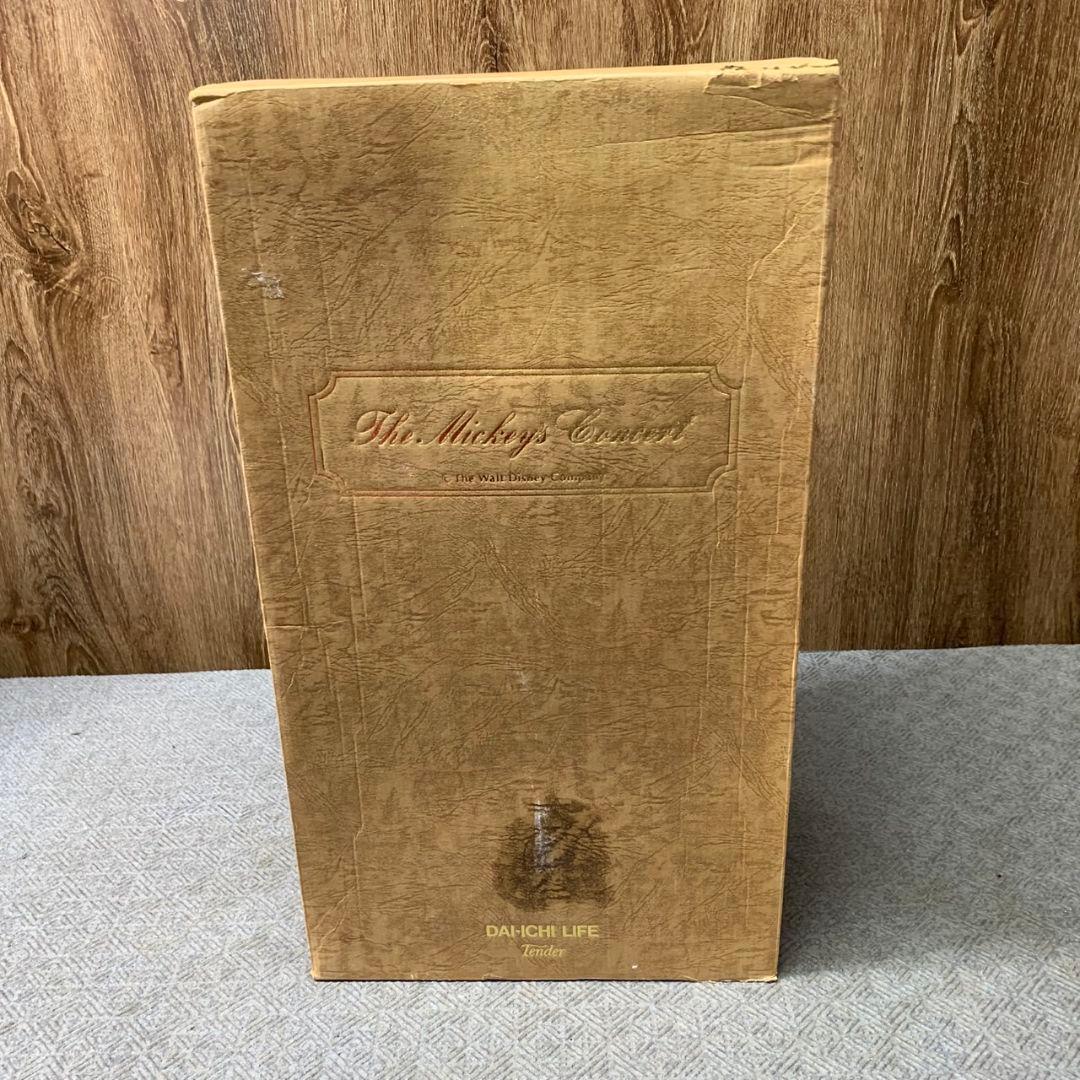 The Mickeys Concert
© The Walt Disney Company
DAI-ICHI LIFE
Tender